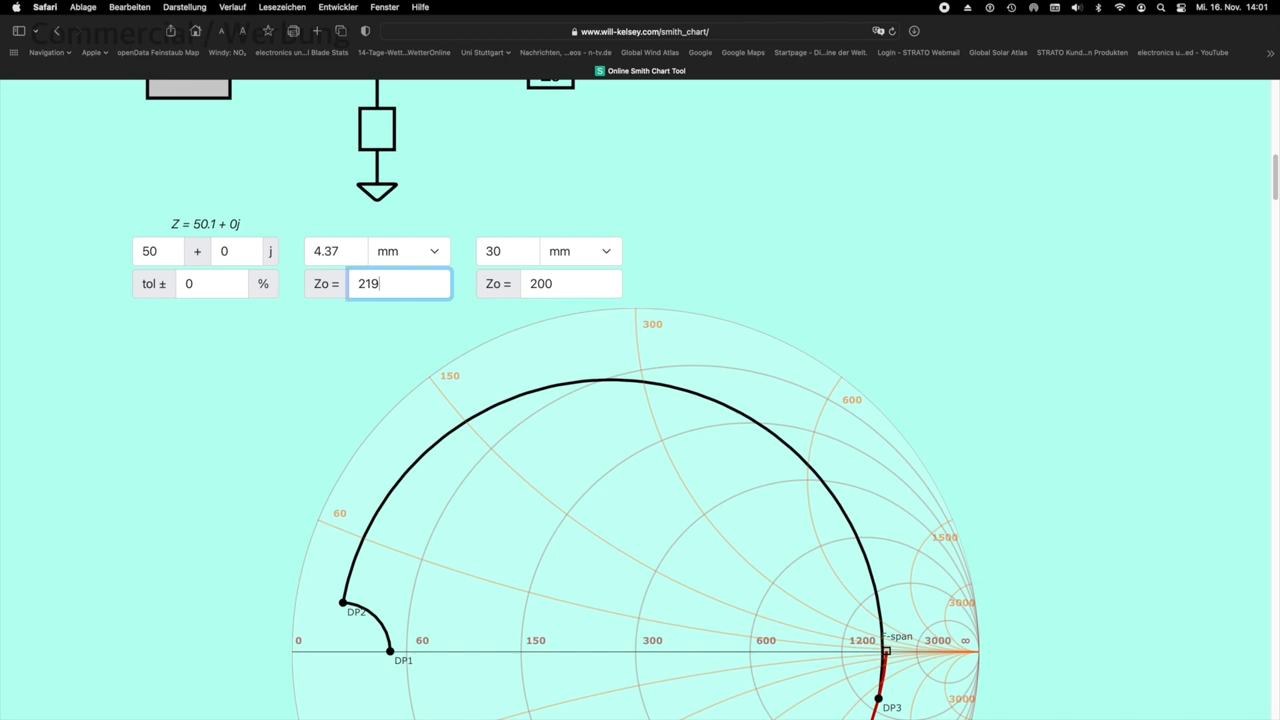 Safari Ablage Bearbeiten Darstellung Verlauf Lesezeichen Entwickler Fenster Hilfe Mi. 16. Nov. 14:01
Commercial / Werbung
www.will-kelsey.com/smith_chart/
Navigation Apple openData Feinstaub Map Windy: NO₂ electronics un...l Blade Stats 14-Tage-Wett...WetterOnline Uni Stuttgart Nachrichten, ...eos - n-tv.de Global Wind Atlas Google Google Maps Startpage - Di...ine der Welt. Login - STRATO Webmail Global Solar Atlas STRATO Kund...n Produkten electronics u...ed - YouTube
S Online Smith Chart Tool
Z = 50.1 + 0j
50 + 0 j 4.37 mm 30 mm
tol ± 0 % Zo = 219 Zo = 200
300
150
600
60
1500
3000
DP2
F-span
0 60 150 300 600 1200 3000 ∞
DP1
3000
DP3